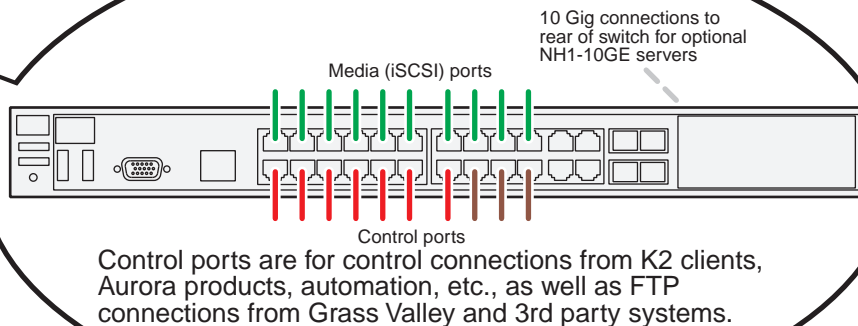 10 Gig connections to
rear of switch for optional
NH1-10GE servers
Media (iSCSI) ports
Control ports
Control ports are for control connections from K2 clients,
Aurora products, automation, etc., as well as FTP
connections from Grass Valley and 3rd party systems.